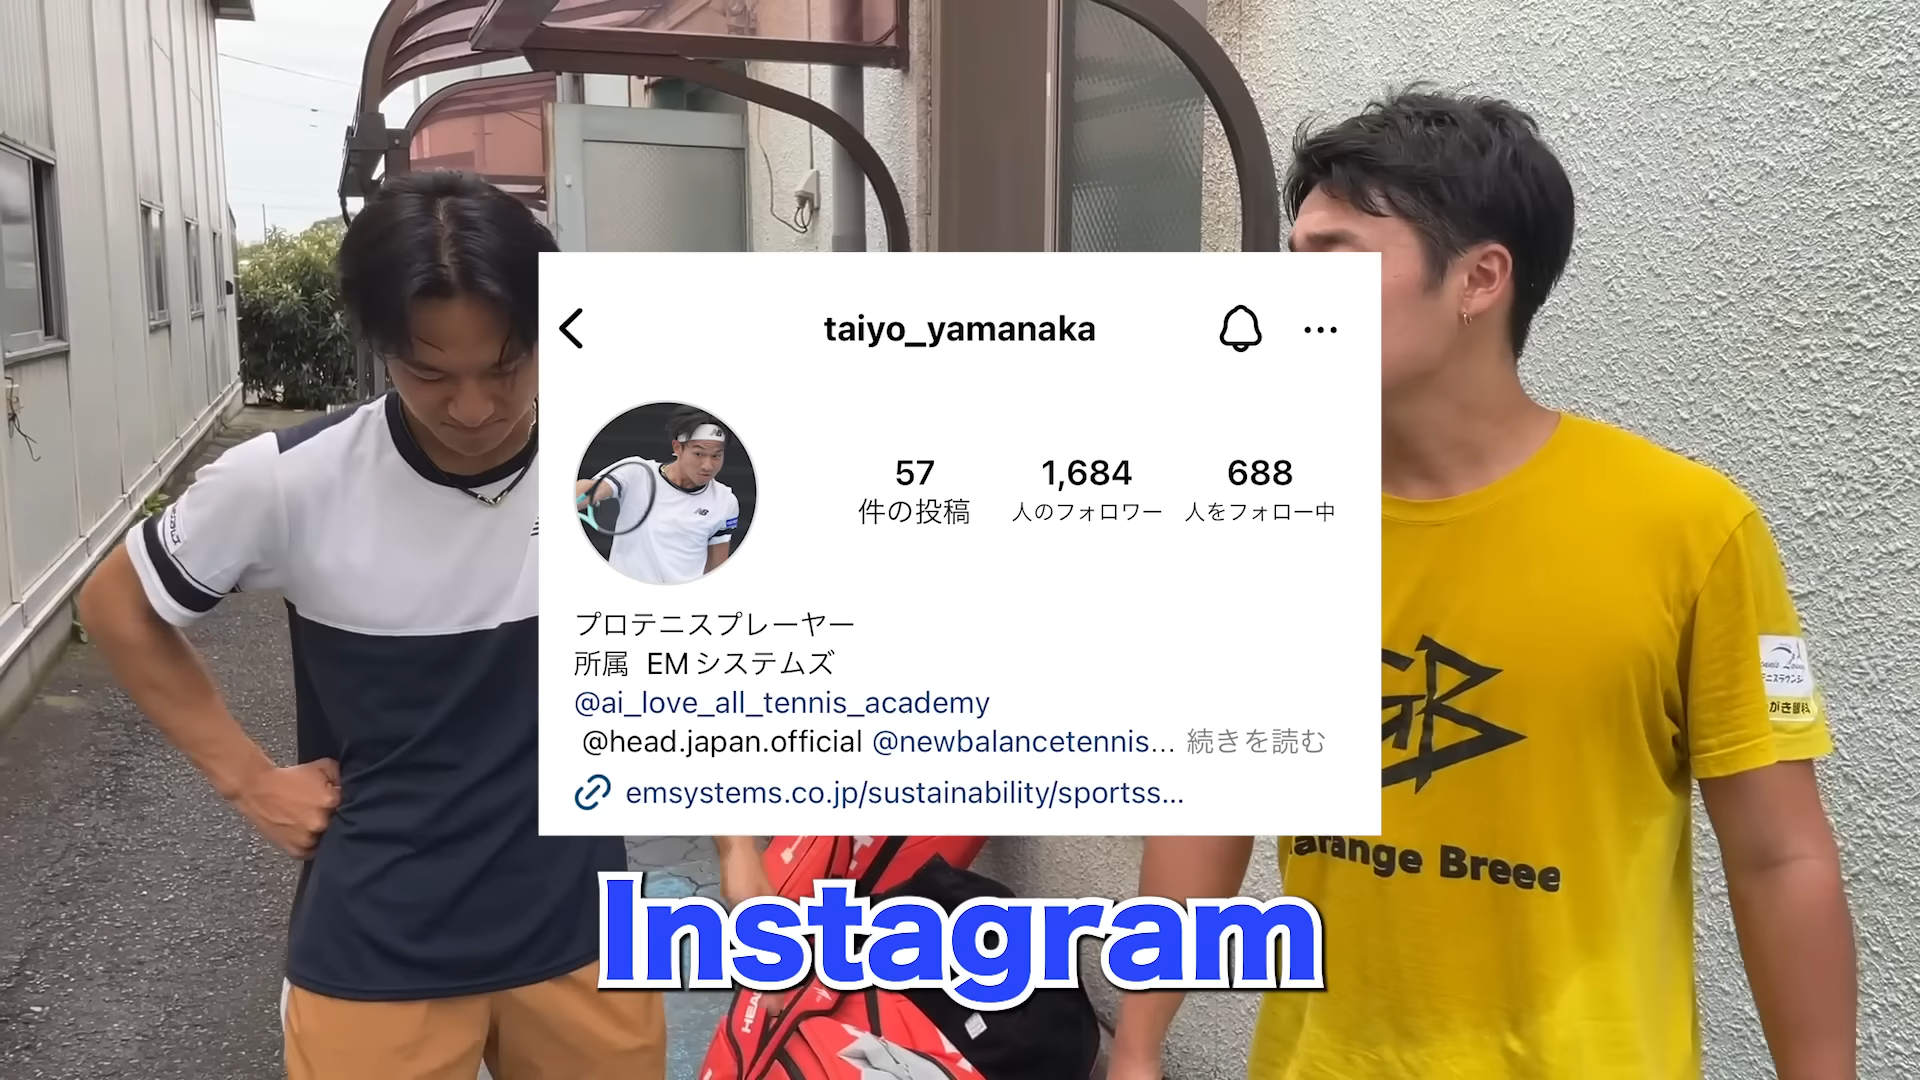 taiyo_yamanaka
57
1,684
688
件の投稿
人のフォロワー
人をフォロー中
プロテニスプレーヤー
所属 EMシステムズ
@ai_love_all_tennis_academy
@head.japan.official @newbalancetennis... 続きを読む
emsystems.co.jp/sustainability/sportss...
GB
arange Breee
Instagram
HEAD